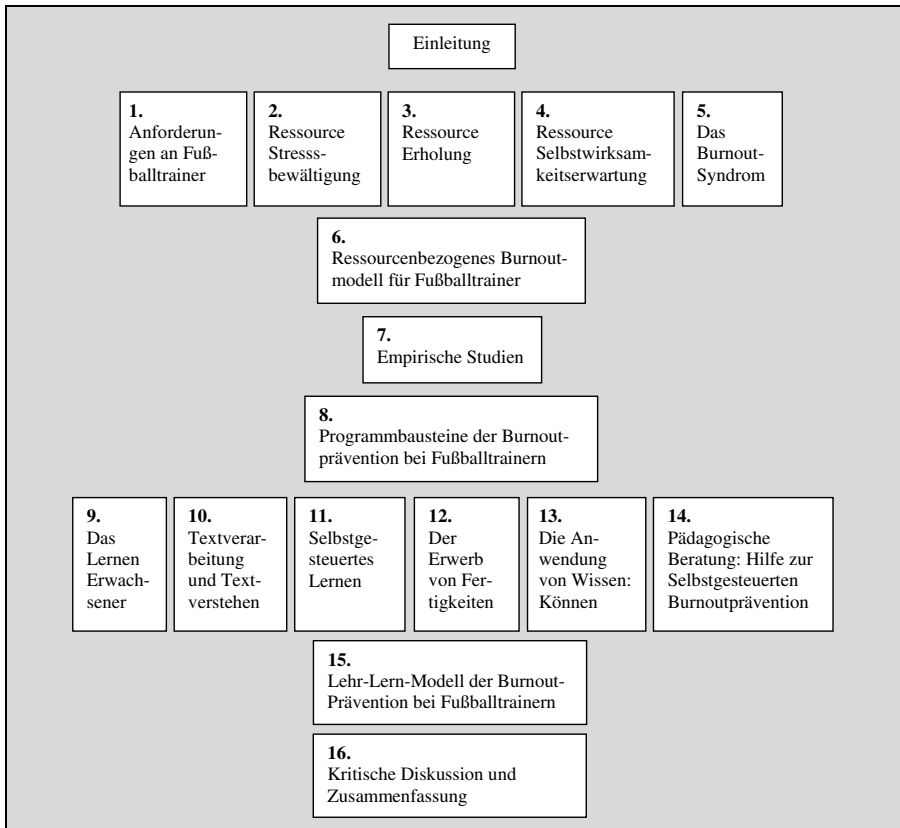 Einleitung
1.
Anforderun-
gen an Fuß-
balltrainer
2.
Ressource
Stresss-
bewältigung
3.
Ressource
Erholung
4.
Ressource
Selbstwirksam-
keitserwartung
5.
Das
Burnout-
Syndrom
6.
Ressourcenbezogenes Burnout-
modell für Fußballtrainer
7.
Empirische Studien
8.
Programmbausteine der Burnout-
prävention bei Fußballtrainern
9.
Das
Lernen
Erwach-
sener
10.
Textverar-
beitung
und Text-
verstehen
11.
Selbstge-
steuertes
Lernen
12.
Der
Erwerb
von Fer-
tigkeiten
13.
Die An-
wendung
von Wissen:
Können
14.
Pädagogische
Beratung: Hilfe zur
Selbstgesteuerten
Burnoutprävention
15.
Lehr-Lern-Modell der Burnout-
Prävention bei Fußballtrainern
16.
Kritische Diskussion und
Zusammenfassung